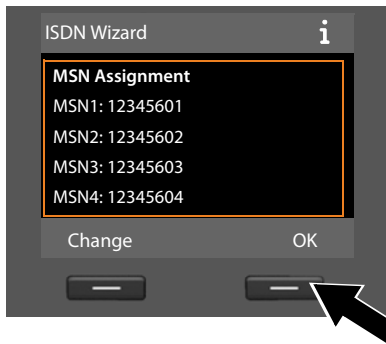 ISDN Wizard i
MSN Assignment
MSN1: 12345601
MSN2: 12345602
MSN3: 12345603
MSN4: 12345604
Change OK